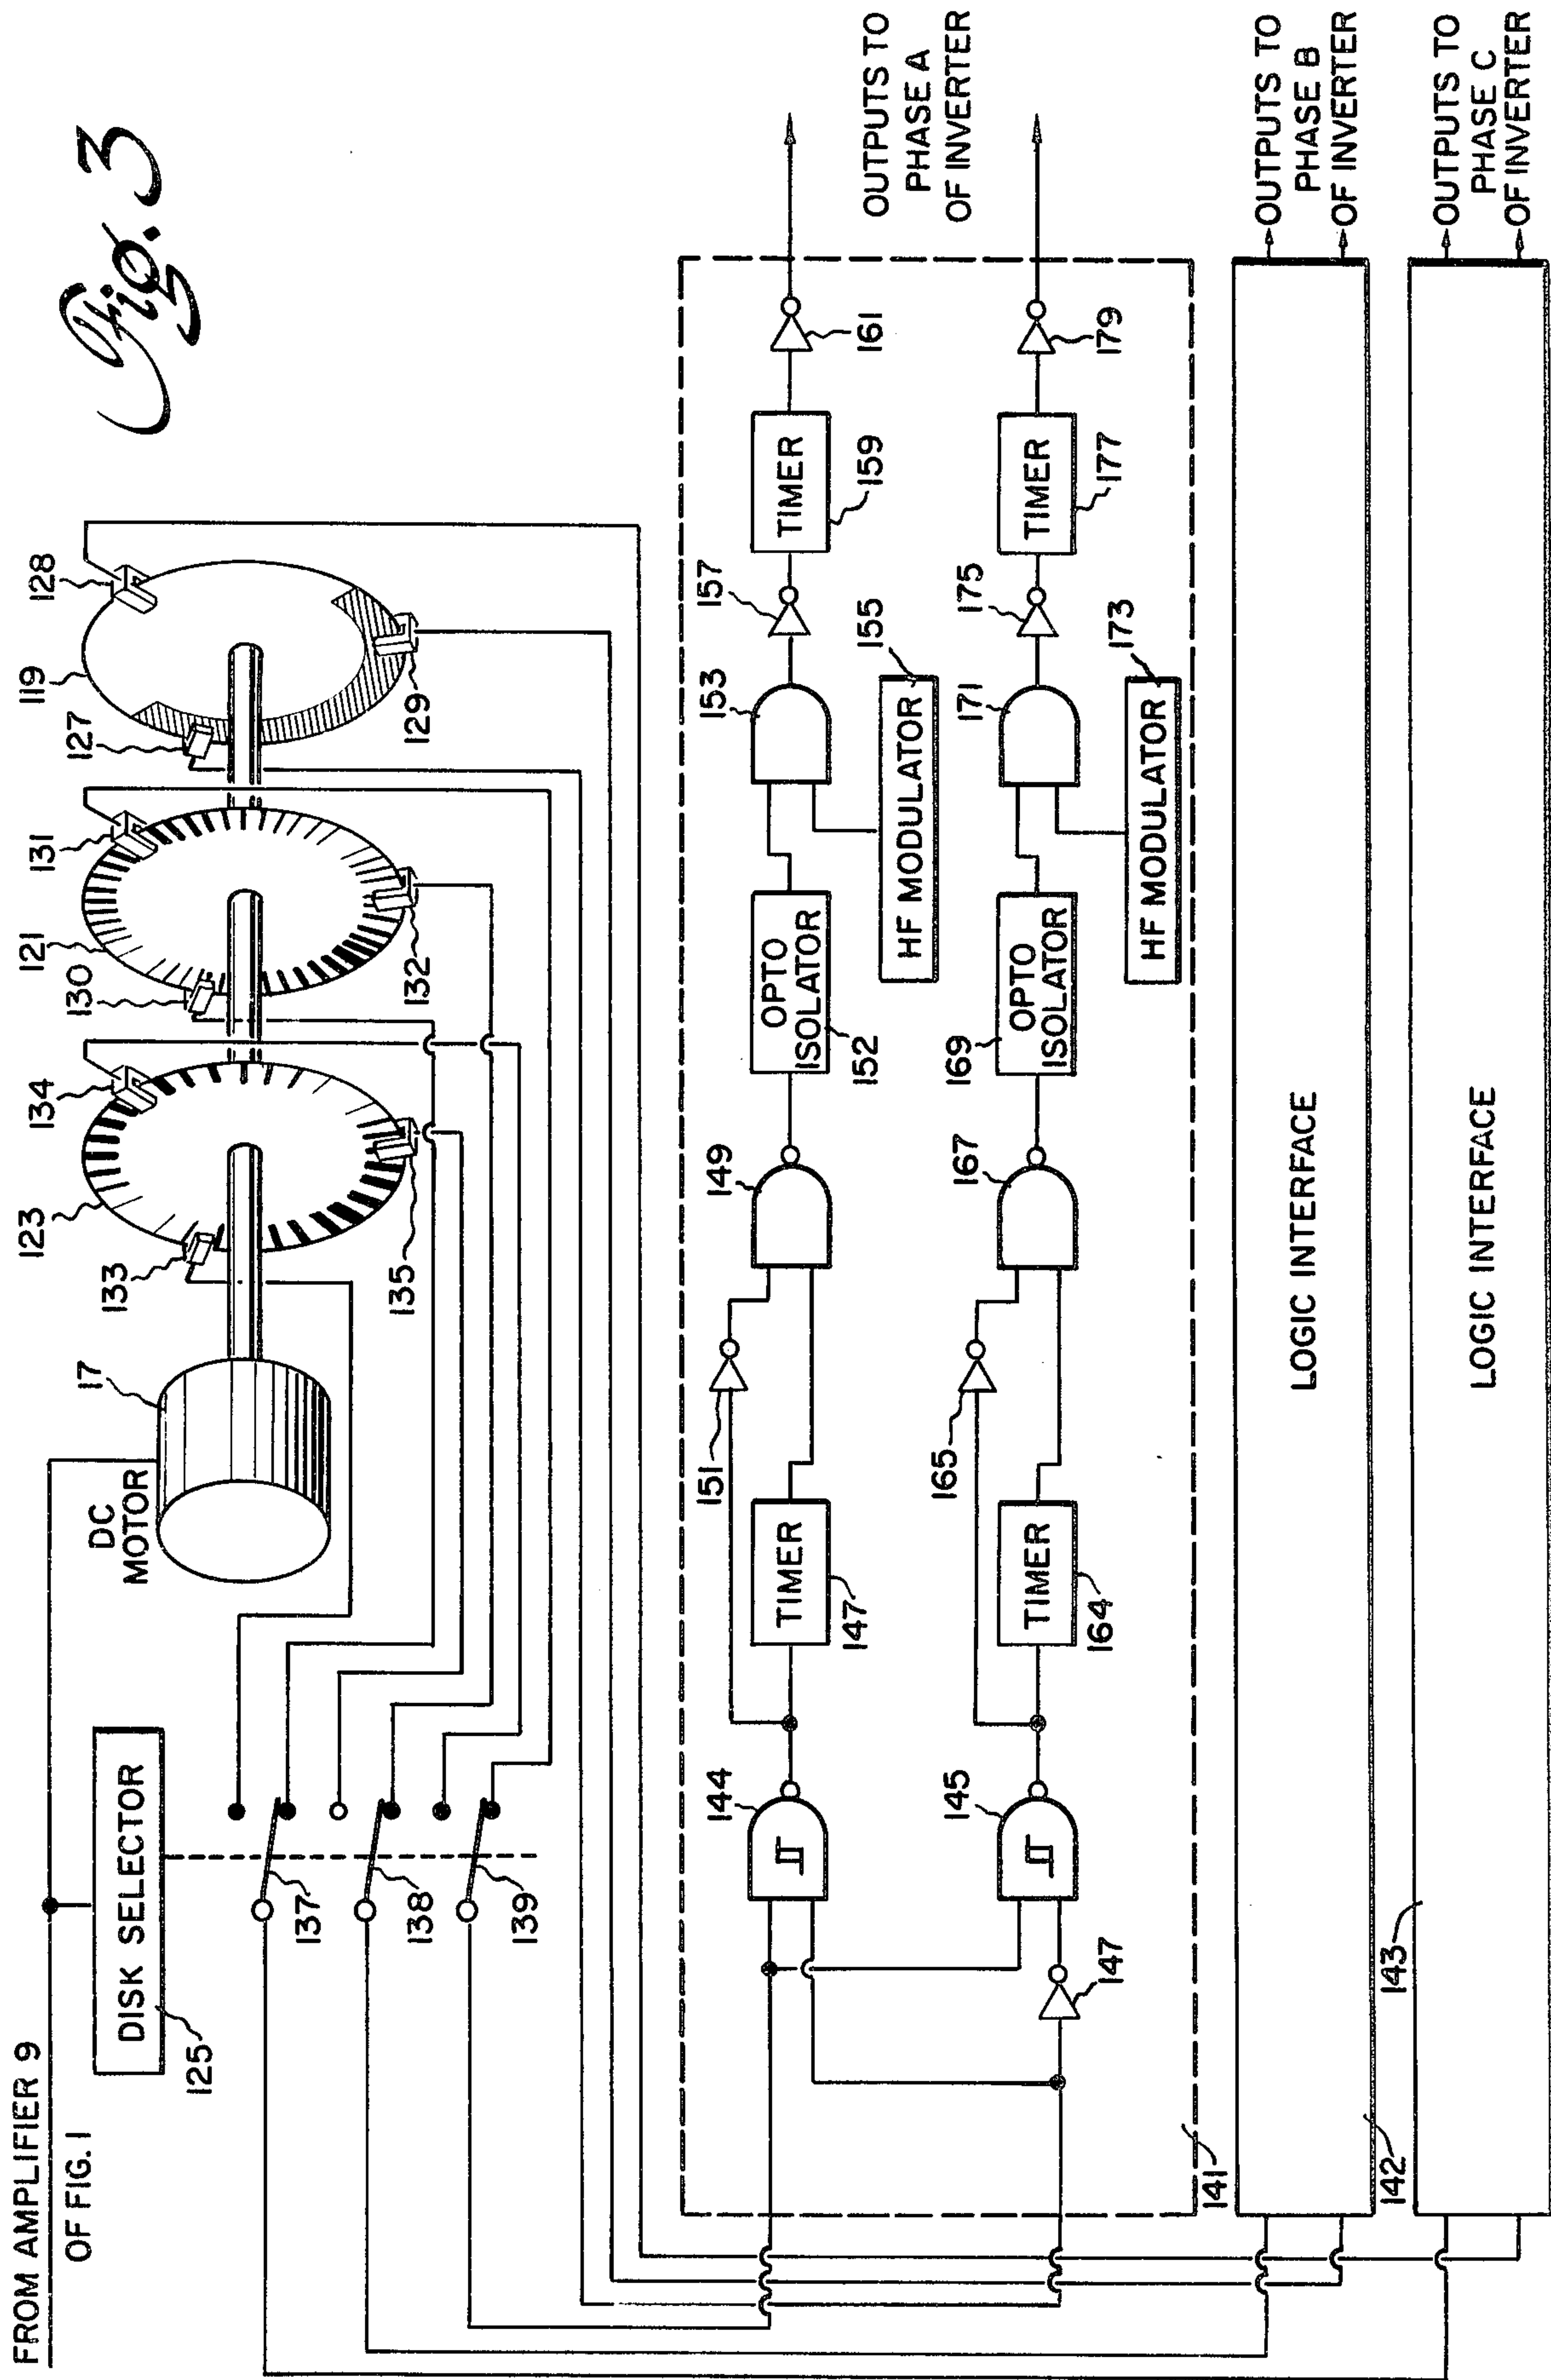 Fig. 3
FROM AMPLIFIER 9
OF FIG. 1
DISK SELECTOR
125
DC
MOTOR
17
123
133
134
135
121
130
131
132
119
127
128
129
137
138
139
144
TIMER
147
151
149
OPTO
ISOLATOR
152
153
HF MODULATOR
155
157
TIMER
159
161
OUTPUTS TO
PHASE A
OF INVERTER
147
145
TIMER
164
165
167
OPTO
ISOLATOR
169
171
HF MODULATOR
173
175
TIMER
177
179
141
LOGIC INTERFACE
142
OUTPUTS TO
PHASE B
OF INVERTER
LOGIC INTERFACE
143
OUTPUTS TO
PHASE C
OF INVERTER